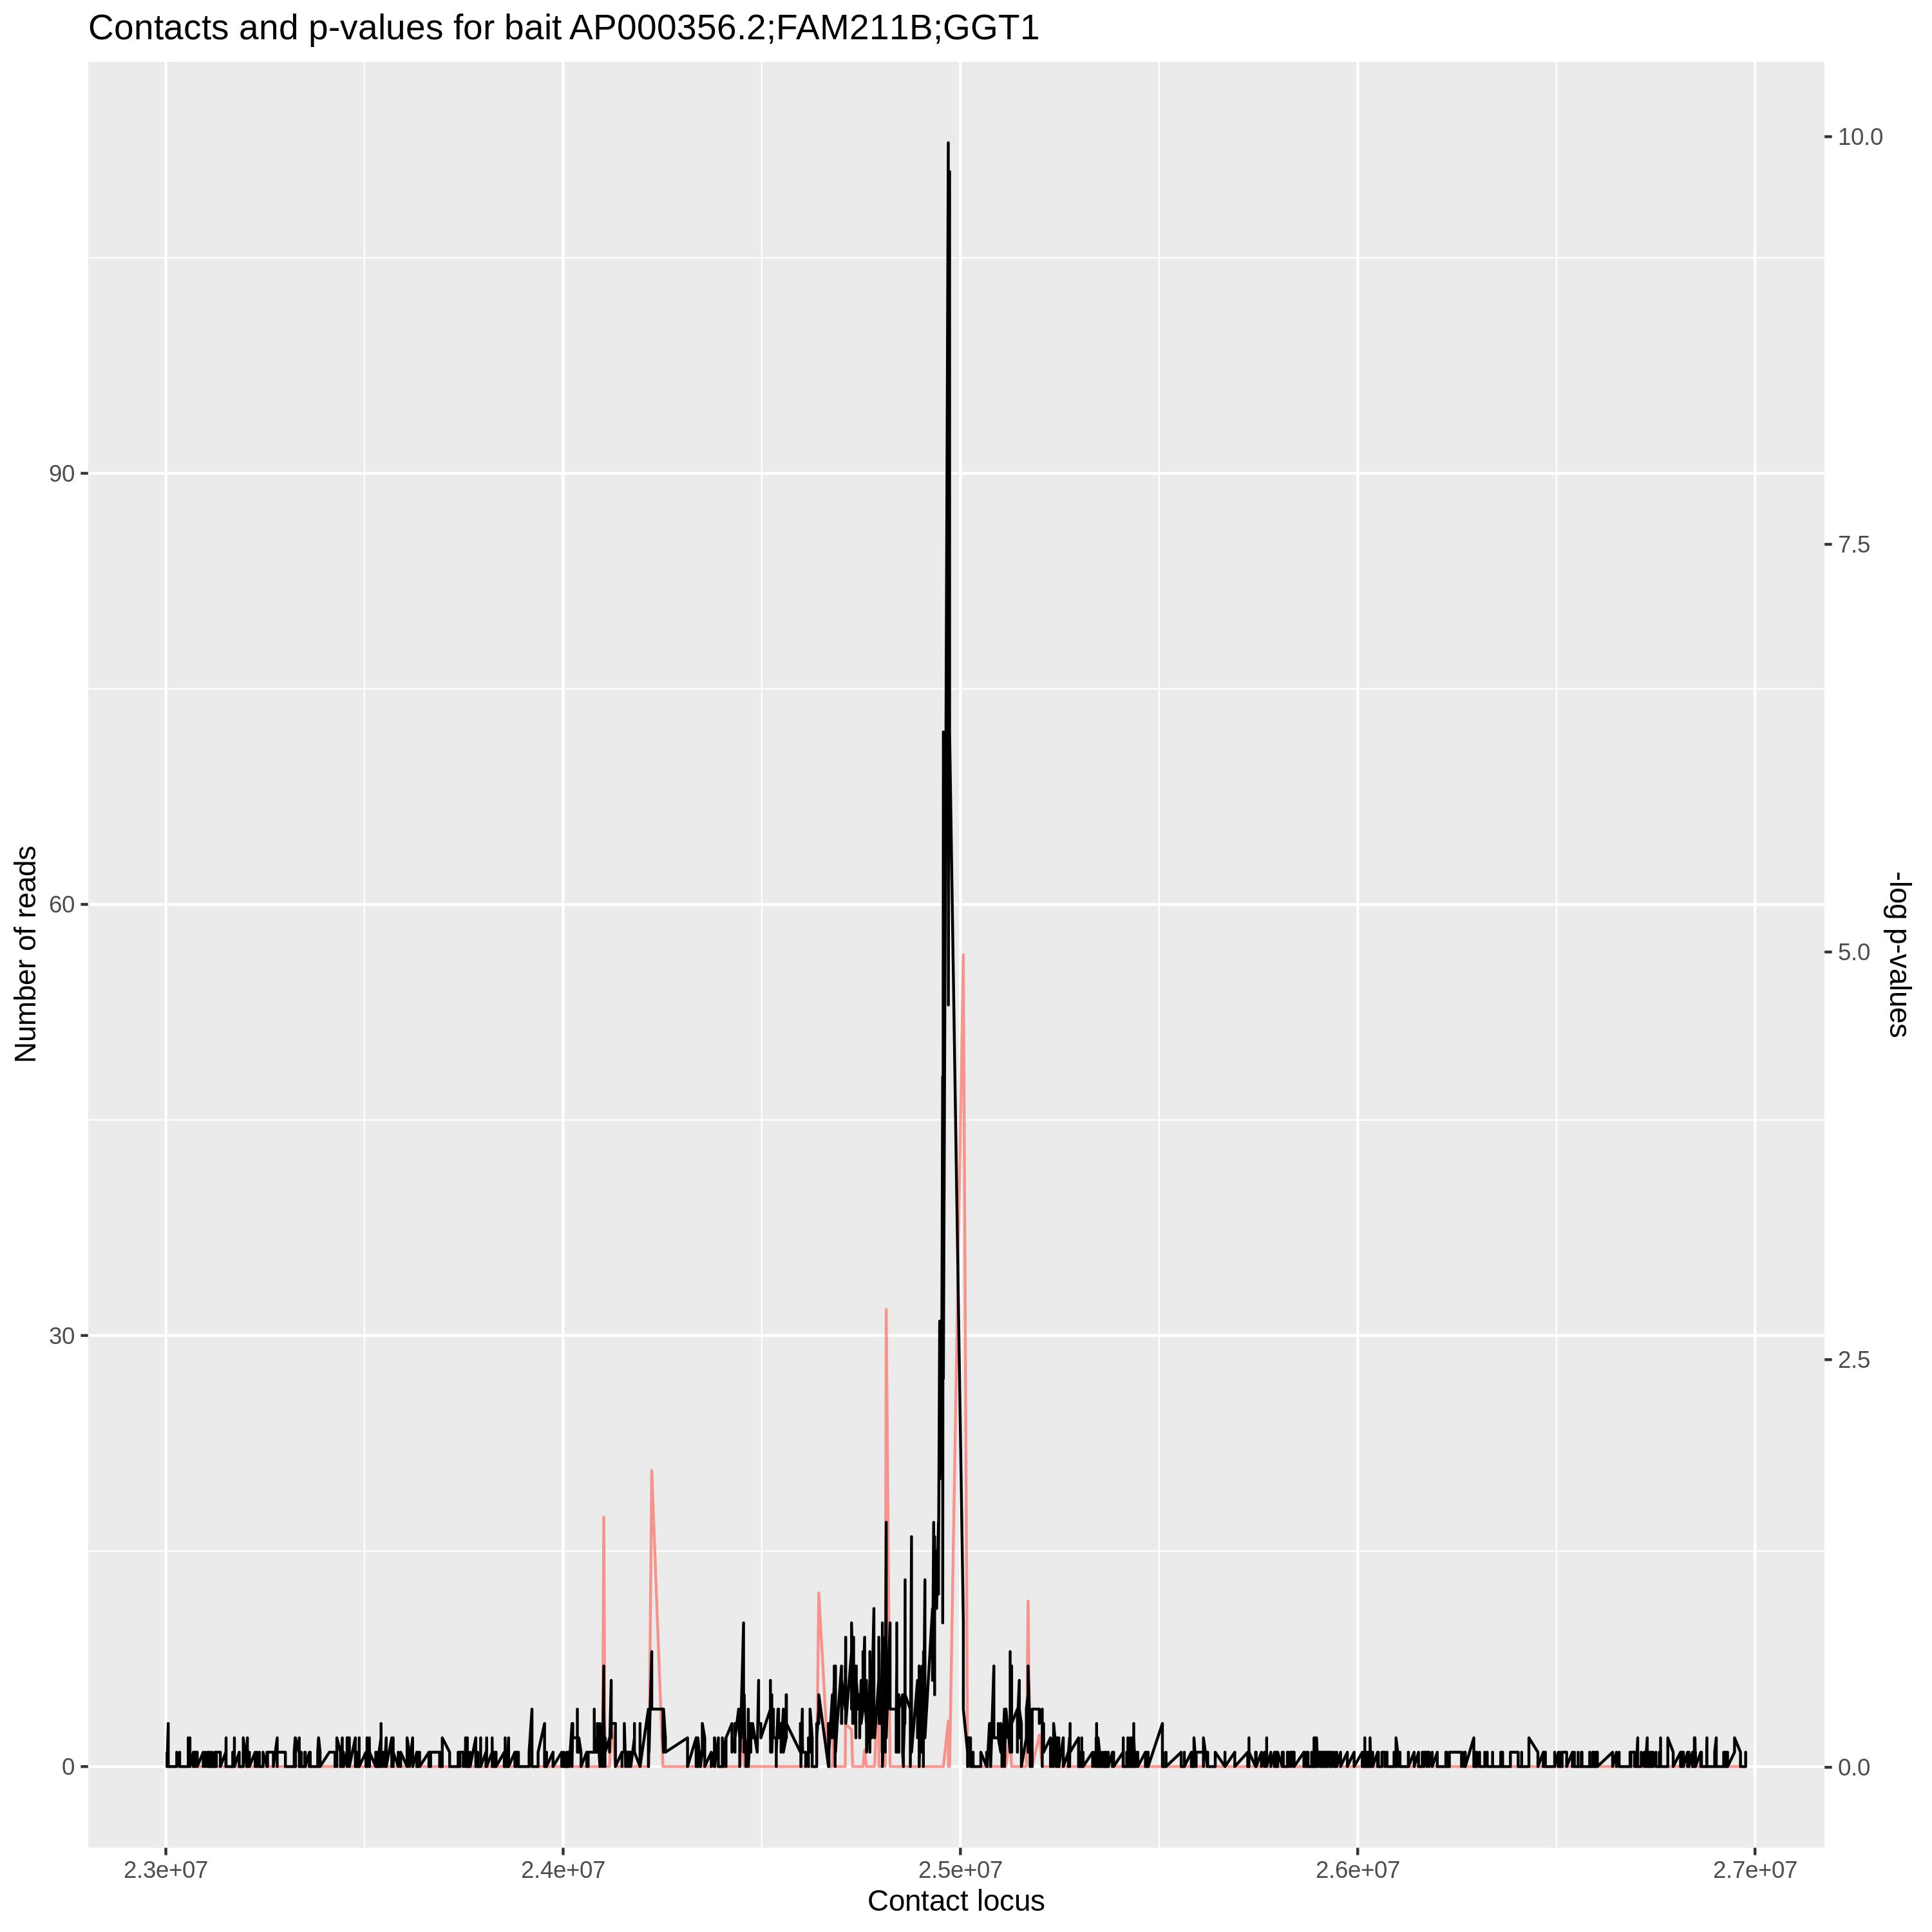 Contacts and p-values for bait AP000356.2;FAM211B;GGT1
10.0
90
7.5
Number of reads
60
5.0
-log p-values
30
2.5
0
0.0
2.3e+07 2.4e+07 2.5e+07 2.6e+07 2.7e+07
Contact locus